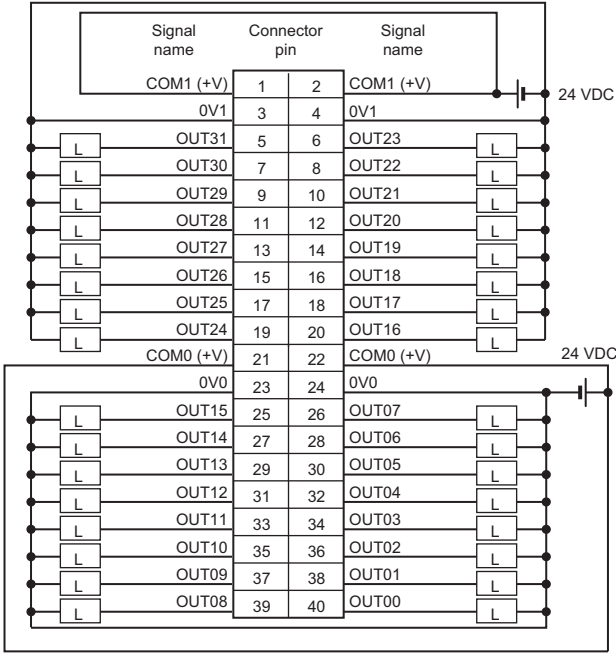 Signal name Connector pin Signal name
COM1 (+V) 1 2 COM1 (+V) 24 VDC
0V1 3 4 0V1
L OUT31 5 6 OUT23 L
L OUT30 7 8 OUT22 L
L OUT29 9 10 OUT21 L
L OUT28 11 12 OUT20 L
L OUT27 13 14 OUT19 L
L OUT26 15 16 OUT18 L
L OUT25 17 18 OUT17 L
L OUT24 19 20 OUT16 L
COM0 (+V) 21 22 COM0 (+V) 24 VDC
0V0 23 24 0V0
L OUT15 25 26 OUT07 L
L OUT14 27 28 OUT06 L
L OUT13 29 30 OUT05 L
L OUT12 31 32 OUT04 L
L OUT11 33 34 OUT03 L
L OUT10 35 36 OUT02 L
L OUT09 37 38 OUT01 L
L OUT08 39 40 OUT00 L